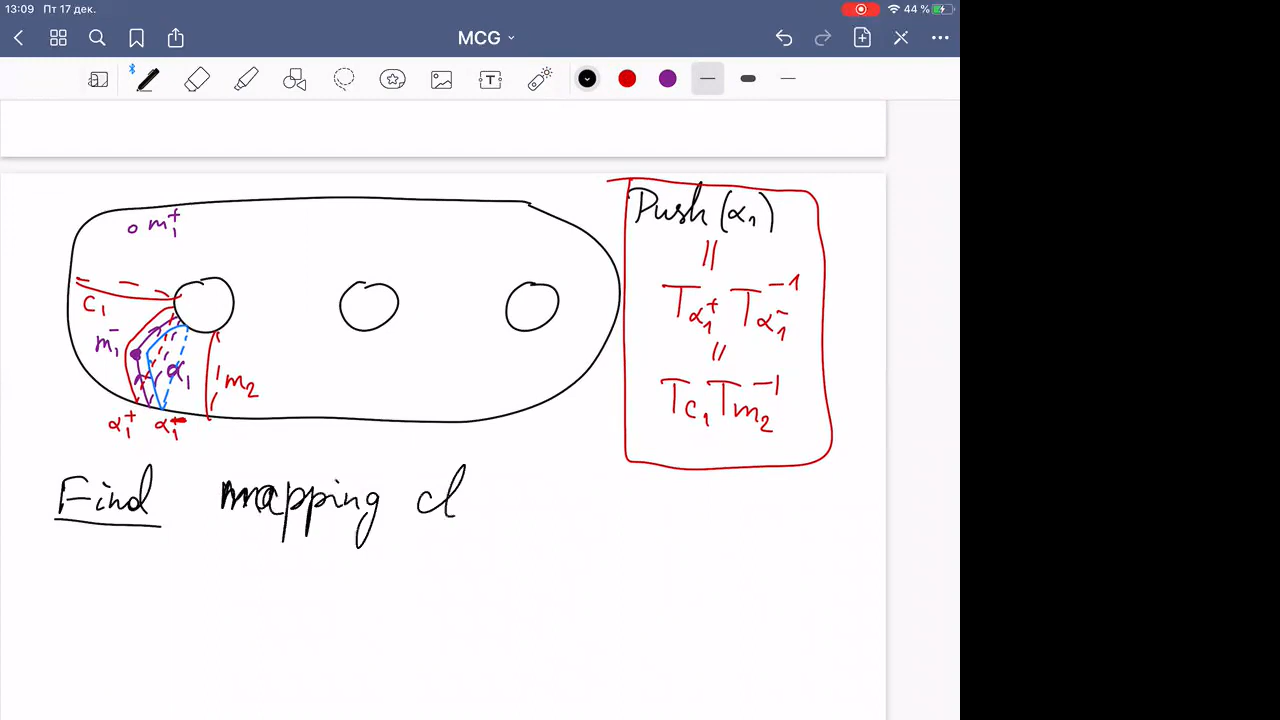 13:09 Пт 17 дек. 44 %
MCG
T
m₁⁺
Push (α₁)
=
T_{α₁⁺} T_{α₁⁻}⁻¹
=
T_{c₁} T_{m₂}⁻¹
c₁
m₁⁻
α₁
m₂
α₁⁺ α₁⁻
Find mapping cl